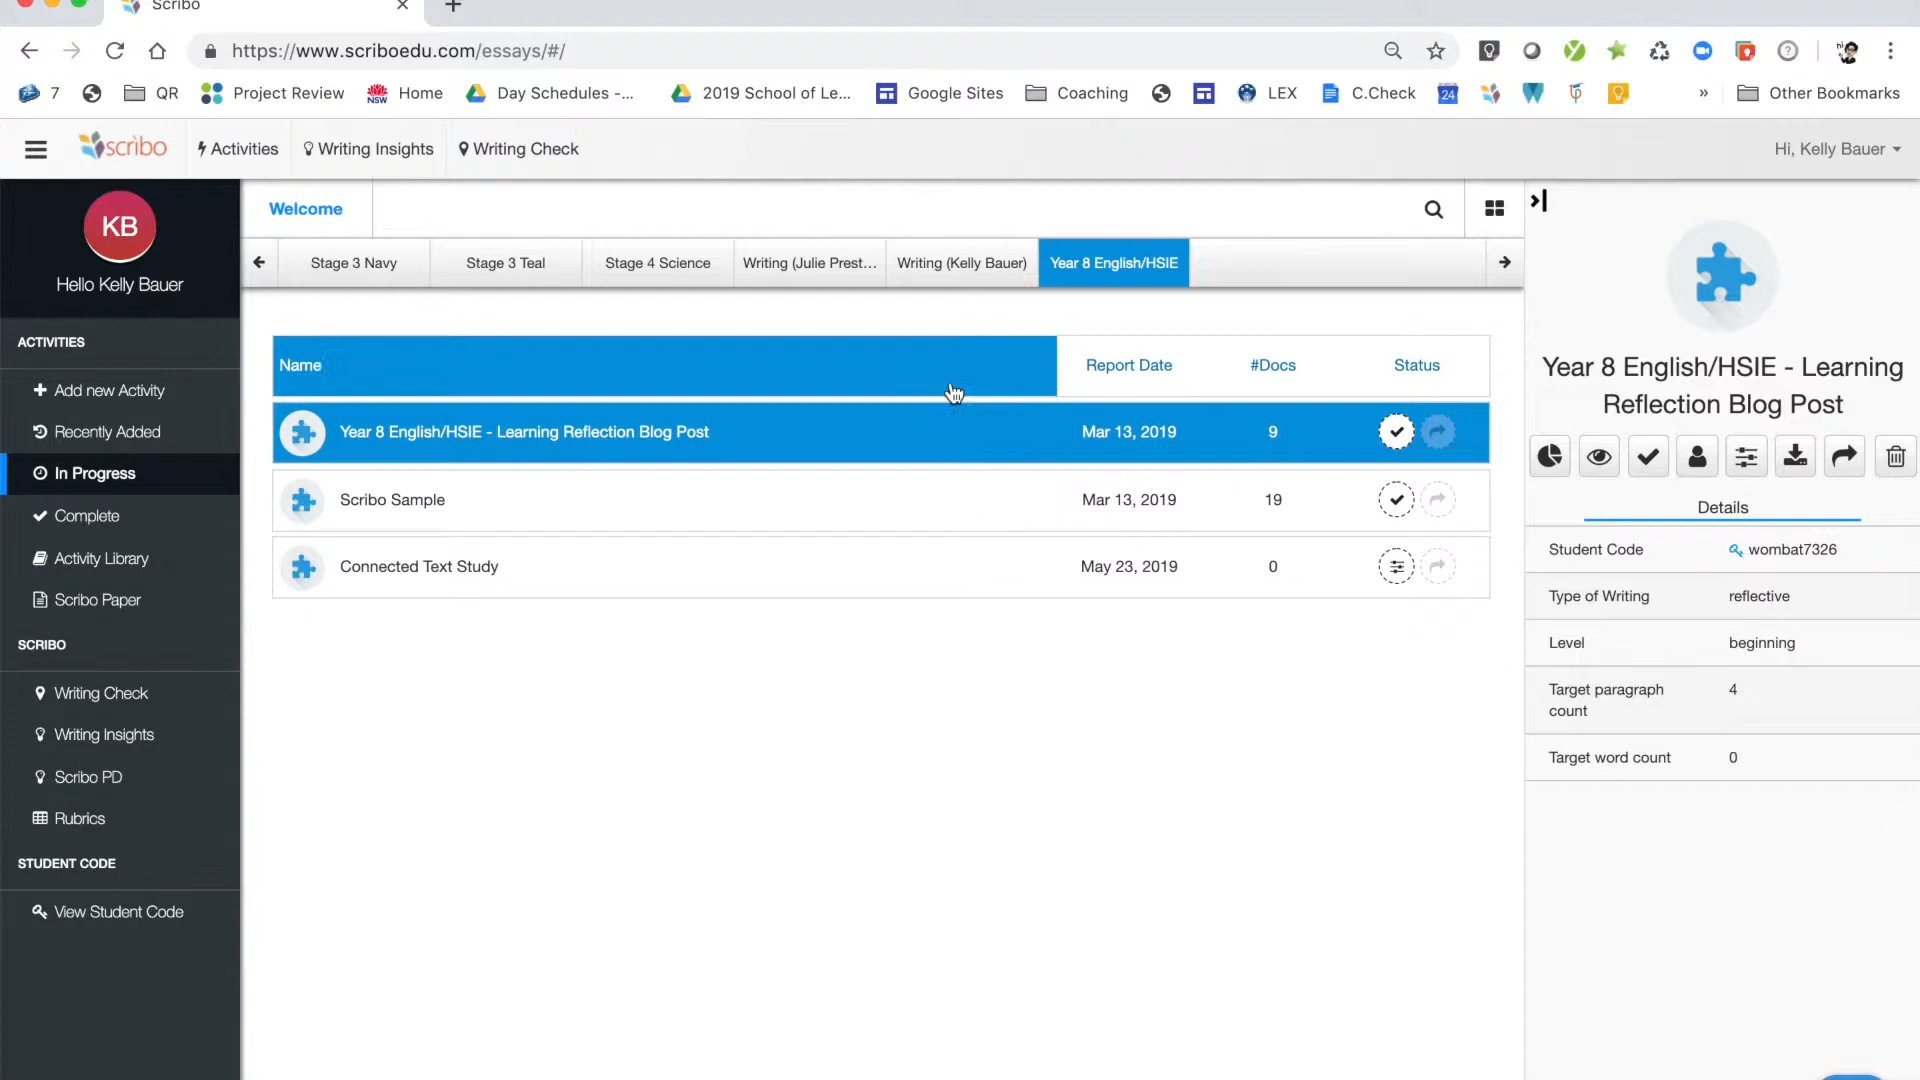 Scribo
https://www.scriboedu.com/essays/#/
7
QR
Project Review
NSW
Home
Day Schedules -...
2019 School of Le...
Google Sites
Coaching
LEX
C.Check
24
»
Other Bookmarks
scribo
Activities
Writing Insights
Writing Check
Hi, Kelly Bauer
KB
Hello Kelly Bauer
ACTIVITIES
Add new Activity
Recently Added
In Progress
Complete
Activity Library
Scribo Paper
SCRIBO
Writing Check
Writing Insights
Scribo PD
Rubrics
STUDENT CODE
View Student Code
Welcome
Stage 3 Navy
Stage 3 Teal
Stage 4 Science
Writing (Julie Prest...
Writing (Kelly Bauer)
Year 8 English/HSIE
Name Report Date #Docs Status
Year 8 English/HSIE - Learning Reflection Blog Post Mar 13, 2019 9
Scribo Sample Mar 13, 2019 19
Connected Text Study May 23, 2019 0
Year 8 English/HSIE - Learning
Reflection Blog Post
Details
Student Code wombat7326
Type of Writing reflective
Level beginning
Target paragraph 4
count
Target word count 0